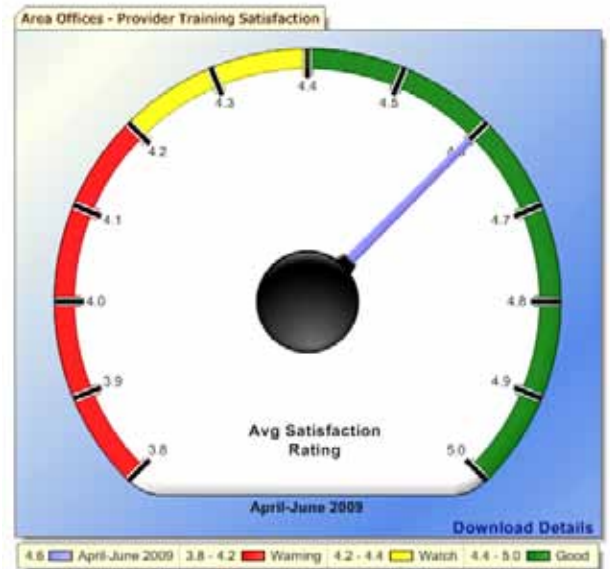 Area Offices - Provider Training Satisfaction
4.4
4.3
4.5
4.2
4.6
4.1
4.7
4.0
4.8
3.9
4.9
3.8
5.0
Avg Satisfaction
Rating
April-June 2009
Download Details
4.6 April-June 2009 3.8 - 4.2 Warning 4.2 - 4.4 Watch 4.4 - 5.0 Good